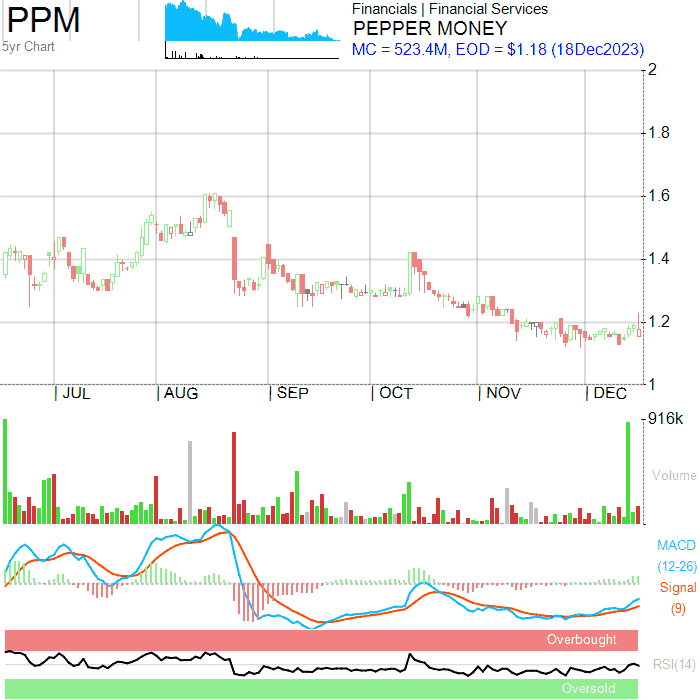 PPM
5yr Chart
Financials | Financial Services
PEPPER MONEY
MC = 523.4M, EOD = $1.18 (18Dec2023)
2
1.8
1.6
1.4
1.2
1
JUL
AUG
SEP
OCT
NOV
DEC
916k
Volume
MACD
(12-26)
Signal
(9)
Overbought
RSI(14)
Oversold